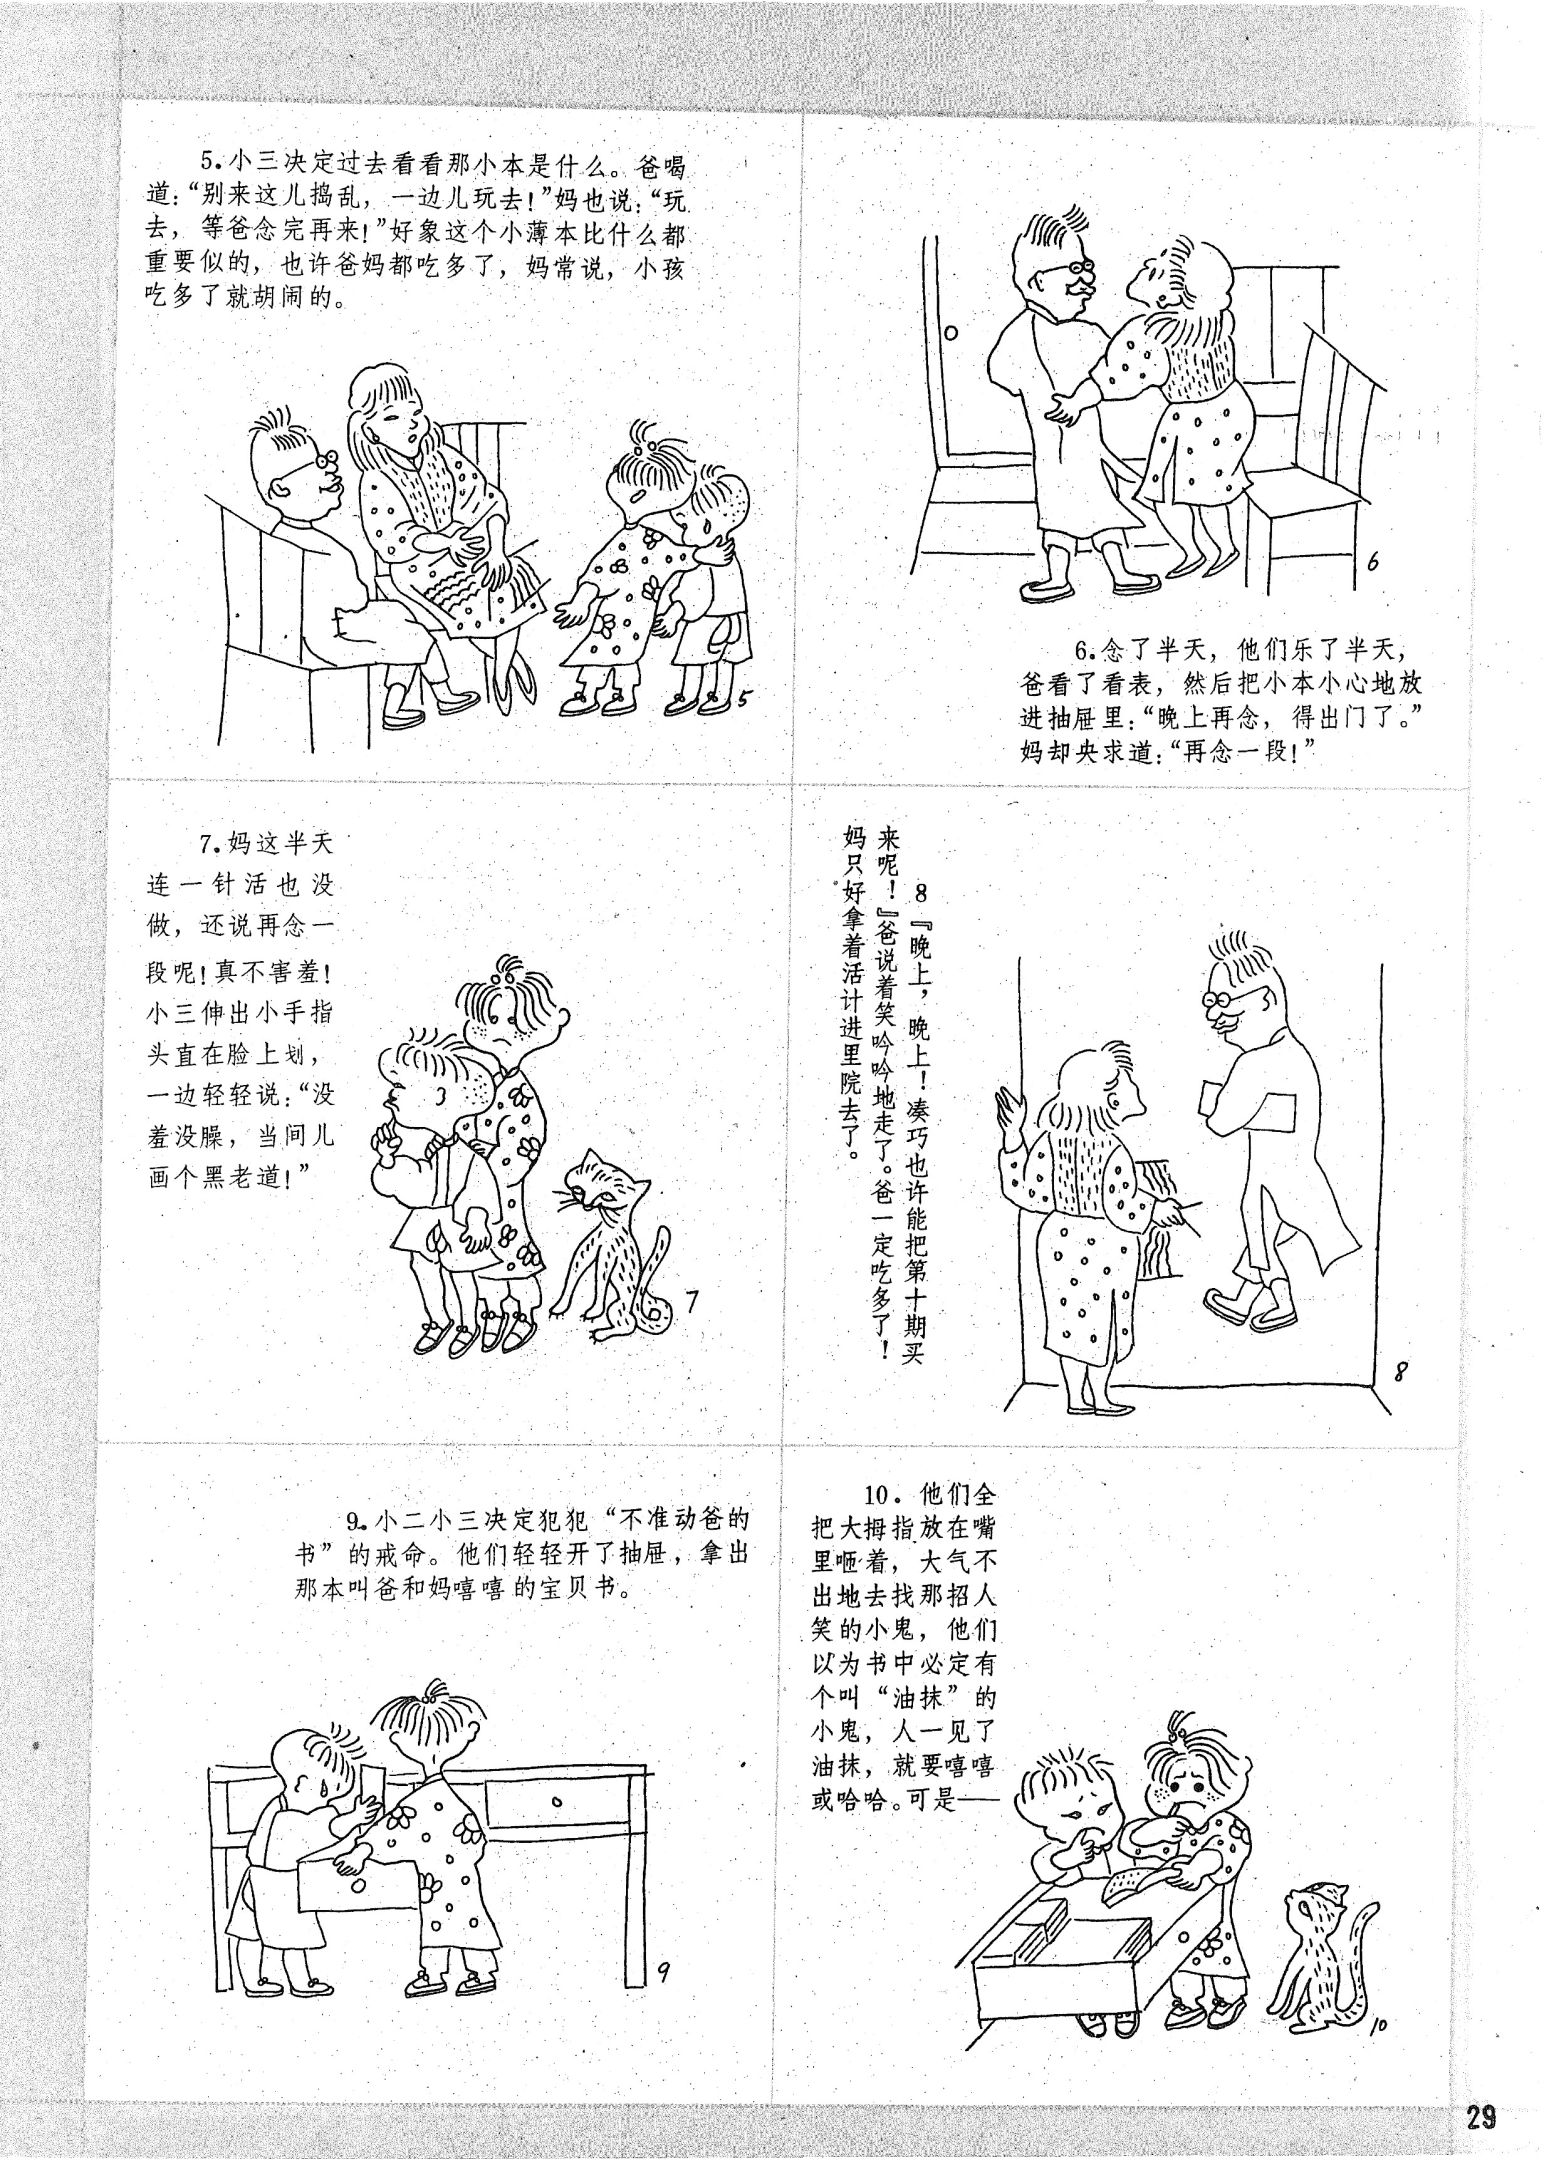 5.小三决定过去看看那小本是什么。爸喝
道：“别来这儿捣乱，一边儿玩去！”妈也说：“玩
去，等爸念完再来！”好象这个小薄本比什么都
重要似的，也许爸妈都吃多了，妈常说，小孩
吃多了就胡闹的。
5
6
6.念了半天，他们乐了半天，
爸看了看表，然后把小本小心地放
进抽屉里：“晚上再念，得出门了。”
妈却央求道：“再念一段！”
7.妈这半天
连一针活也没
做，还说再念一
段呢！真不害羞！
小三伸出小手指
头直在脸上划，
一边轻轻说：“没
羞没臊，当间儿
画个黑老道！”
7
8『晚上，晚上！凑巧也许能把第十期买
来呢！』爸说着笑吟吟地走了。爸一定吃多了！
妈只好拿着活计进里院去了。
8
9.小二小三决定犯犯“不准动爸的
书”的戒命。他们轻轻开了抽屉，拿出
那本叫爸和妈嘻嘻的宝贝书。
9
10.他们全
把大拇指放在嘴
里咂着，大气不
出地去找那招人
笑的小鬼，他们
以为书中必定有
个叫“油抹”的
小鬼，人一见了
油抹，就要嘻嘻
或哈哈。可是——
10
29